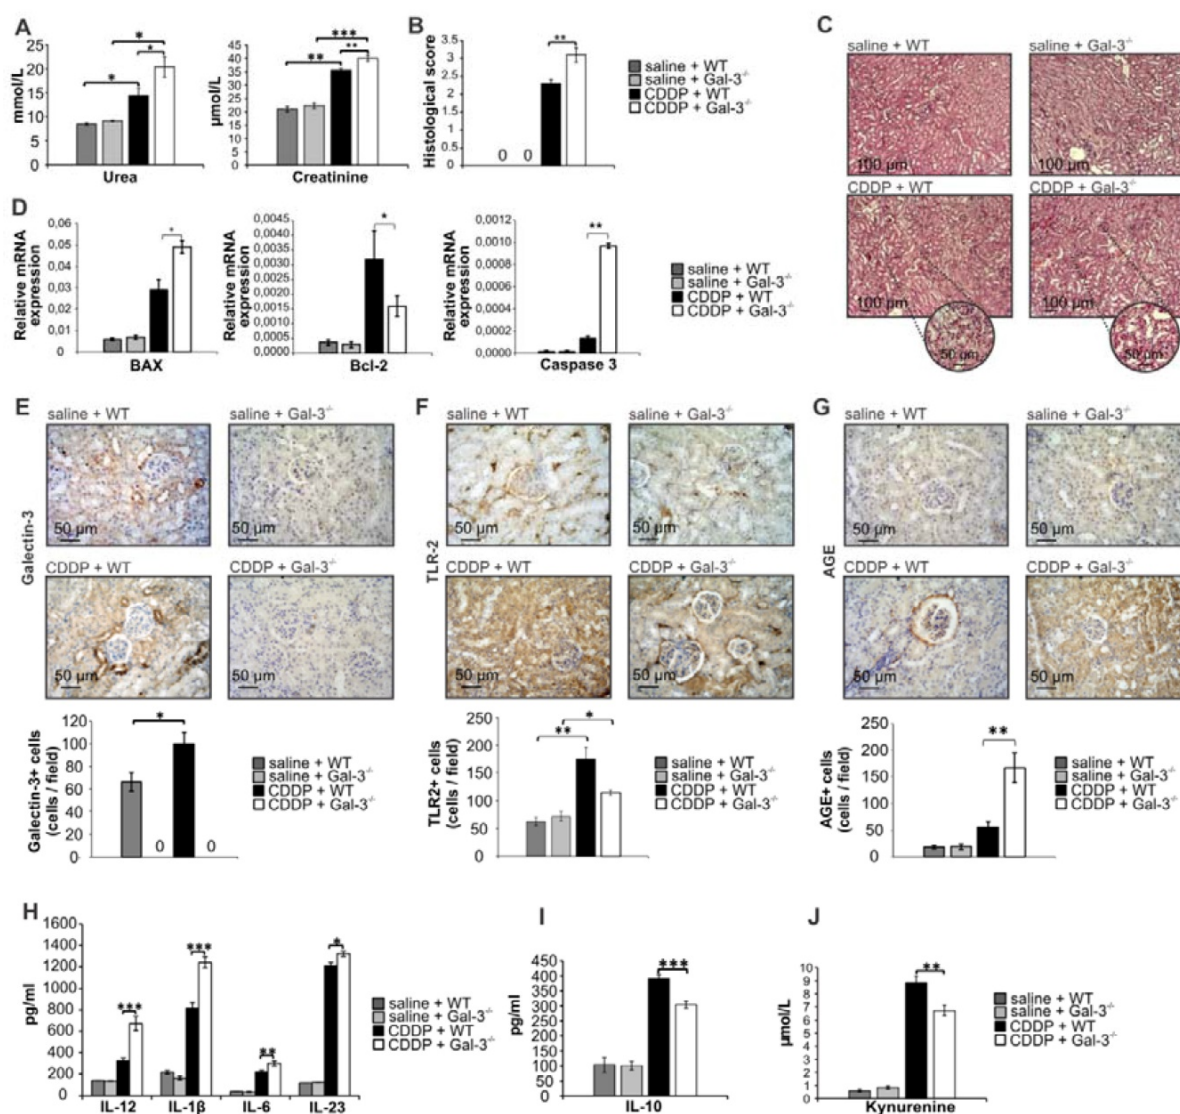 A
25
20
15
10
5
0
mmol/L
Urea
*
*
*
45
40
35
30
25
20
15
10
5
0
µmol/L
Creatinine
***
**
**
B
3.5
3
2.5
2
1.5
1
0.5
0
Histological score
0 0
**
saline + WT
saline + Gal-3-/-
CDDP + WT
CDDP + Gal-3-/-
C
saline + WT
saline + Gal-3-/-
100 µm
100 µm
CDDP + WT
CDDP + Gal-3-/-
100 µm
100 µm
50 µm
50 µm
D
Relative mRNA
expression
0,06
0,05
0,04
0,03
0,02
0,01
0
*
BAX
Relative mRNA
expression
0,0045
0,0040
0,0035
0,0030
0,0025
0,0020
0,0015
0,0010
0,0005
0,0000
*
Bcl-2
Relative mRNA
expression
0,0012
0,0010
0,0008
0,0006
0,0004
0,0002
0,0000
**
Caspase 3
saline + WT
saline + Gal-3-/-
CDDP + WT
CDDP + Gal-3-/-
E
saline + WT
saline + Gal-3-/-
50 µm
50 µm
Galectin-3
CDDP + WT
CDDP + Gal-3-/-
50 µm
50 µm
Galectin-3+ cells
(cells / field)
120
100
80
60
40
20
0
*
0
0
saline + WT
saline + Gal-3-/-
CDDP + WT
CDDP + Gal-3-/-
F
saline + WT
saline + Gal-3-/-
50 µm
50 µm
TLR-2
CDDP + WT
CDDP + Gal-3-/-
50 µm
50 µm
TLR2+ cells
(cells / field)
250
200
150
100
50
0
**
*
saline + WT
saline + Gal-3-/-
CDDP + WT
CDDP + Gal-3-/-
G
saline + WT
saline + Gal-3-/-
50 µm
50 µm
AGE
CDDP + WT
CDDP + Gal-3-/-
50 µm
50 µm
AGE+ cells
(cells / field)
250
200
150
100
50
0
**
saline + WT
saline + Gal-3-/-
CDDP + WT
CDDP + Gal-3-/-
H
pg/ml
1600
1400
1200
1000
800
600
400
200
0
***
***
**
*
IL-12 IL-1β IL-6 IL-23
saline + WT
saline + Gal-3-/-
CDDP + WT
CDDP + Gal-3-/-
I
pg/ml
450
400
350
300
250
200
150
100
50
0
***
IL-10
J
µmol/L
10
9
8
7
6
5
4
3
2
1
0
**
Kynurenine
saline + WT
saline + Gal-3-/-
CDDP + WT
CDDP + Gal-3-/-